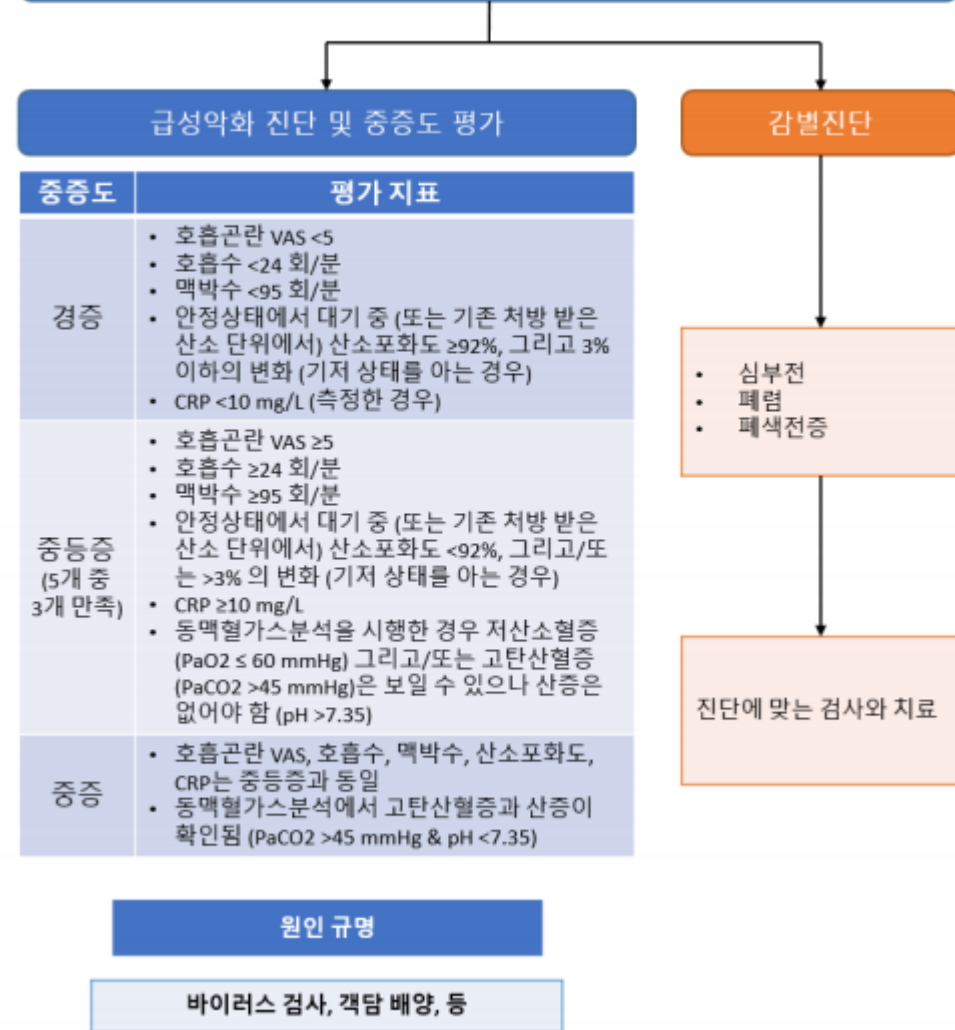 급성악화 진단 및 중증도 평가
감별진단
중증도
평가 지표
경증
• 호흡곤란 VAS <5
• 호흡수 <24 회/분
• 맥박수 <95 회/분
• 안정상태에서 대기 중 (또는 기존 처방 받은
산소 단위에서) 산소포화도 ≥92%, 그리고 3%
이하의 변화 (기저 상태를 아는 경우)
• CRP <10 mg/L (측정한 경우)
중등증
(5개 중
3개 만족)
• 호흡곤란 VAS ≥5
• 호흡수 ≥24 회/분
• 맥박수 ≥95 회/분
• 안정상태에서 대기 중 (또는 기존 처방 받은
산소 단위에서) 산소포화도 <92%, 그리고/또
는 >3% 의 변화 (기저 상태를 아는 경우)
• CRP ≥10 mg/L
• 동맥혈가스분석을 시행한 경우 저산소혈증
(PaO2 ≤ 60 mmHg) 그리고/또는 고탄산혈증
(PaCO2 >45 mmHg)은 보일 수 있으나 산증은
없어야 함 (pH >7.35)
중증
• 호흡곤란 VAS, 호흡수, 맥박수, 산소포화도,
CRP는 중등증과 동일
• 동맥혈가스분석에서 고탄산혈증과 산증이
확인됨 (PaCO2 >45 mmHg & pH <7.35)
• 심부전
• 폐렴
• 폐색전증
진단에 맞는 검사와 치료
원인 규명
바이러스 검사, 객담 배양, 등